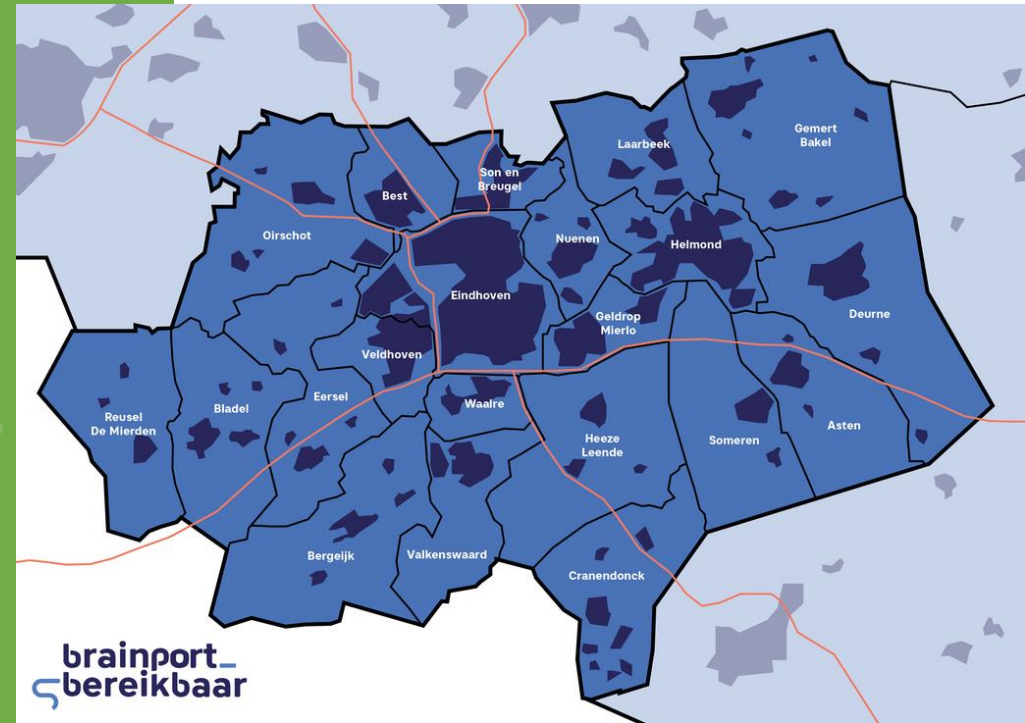 Gemert
Bakel
Laarbeek
Son en
Breugel
Best
Oirschot
Nuenen
Helmond
Eindhoven
Deurne
Geldrop
Mierlo
Veldhoven
Eersel
Waalre
Bladel
Reusel
De Mierden
Asten
Heeze
Leende
Someren
Bergeijk
Valkenswaard
Cranendonck
brainport_
bereikbaar